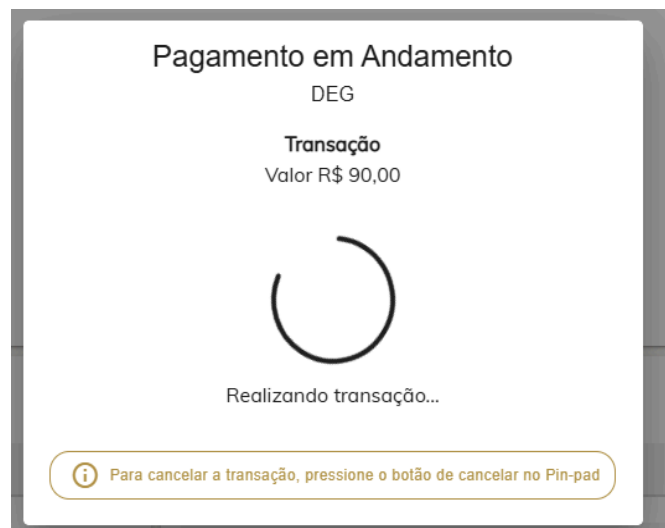 Pagamento em Andamento
DEG
Transação
Valor R$ 90,00
Realizando transação...
Para cancelar a transação, pressione o botão de cancelar no Pin-pad